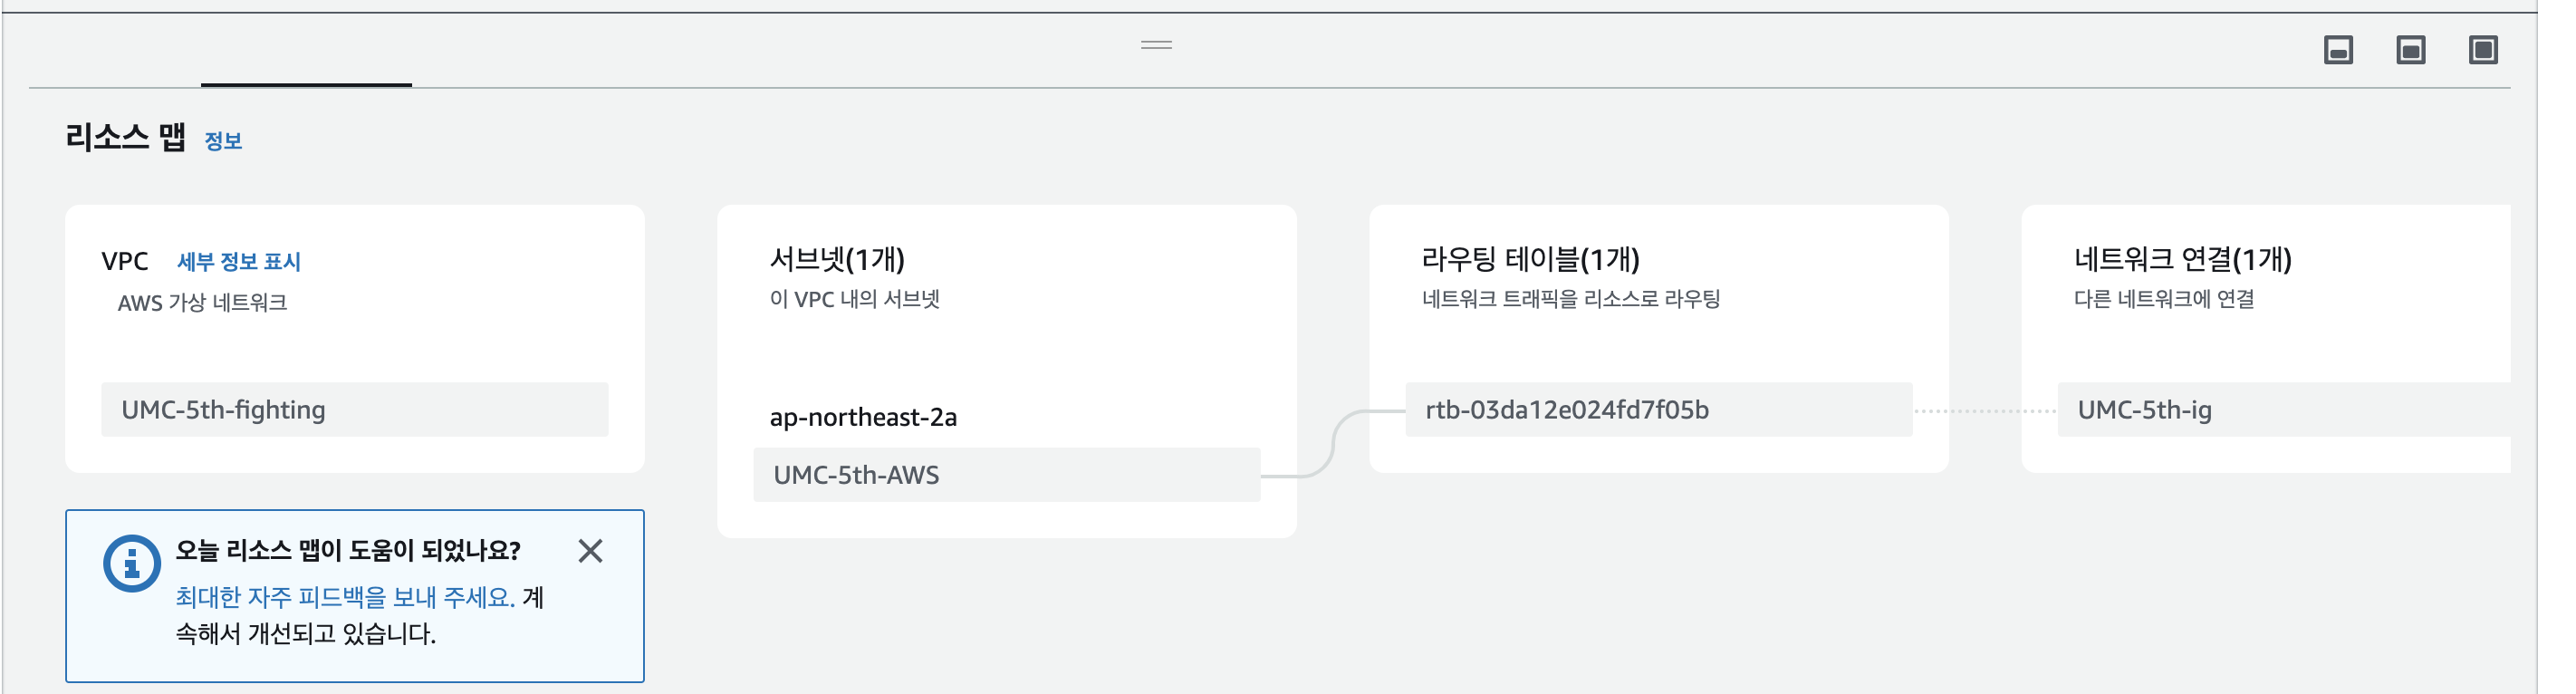 리소스 맵 정보
VPC 세부 정보 표시
AWS 가상 네트워크
UMC-5th-fighting
서브넷(1개)
이 VPC 내의 서브넷
ap-northeast-2a
UMC-5th-AWS
라우팅 테이블(1개)
네트워크 트래픽을 리소스로 라우팅
rtb-03da12e024fd7f05b
네트워크 연결(1개)
다른 네트워크에 연결
UMC-5th-ig
오늘 리소스 맵이 도움이 되었나요?
최대한 자주 피드백을 보내 주세요. 계
속해서 개선되고 있습니다.